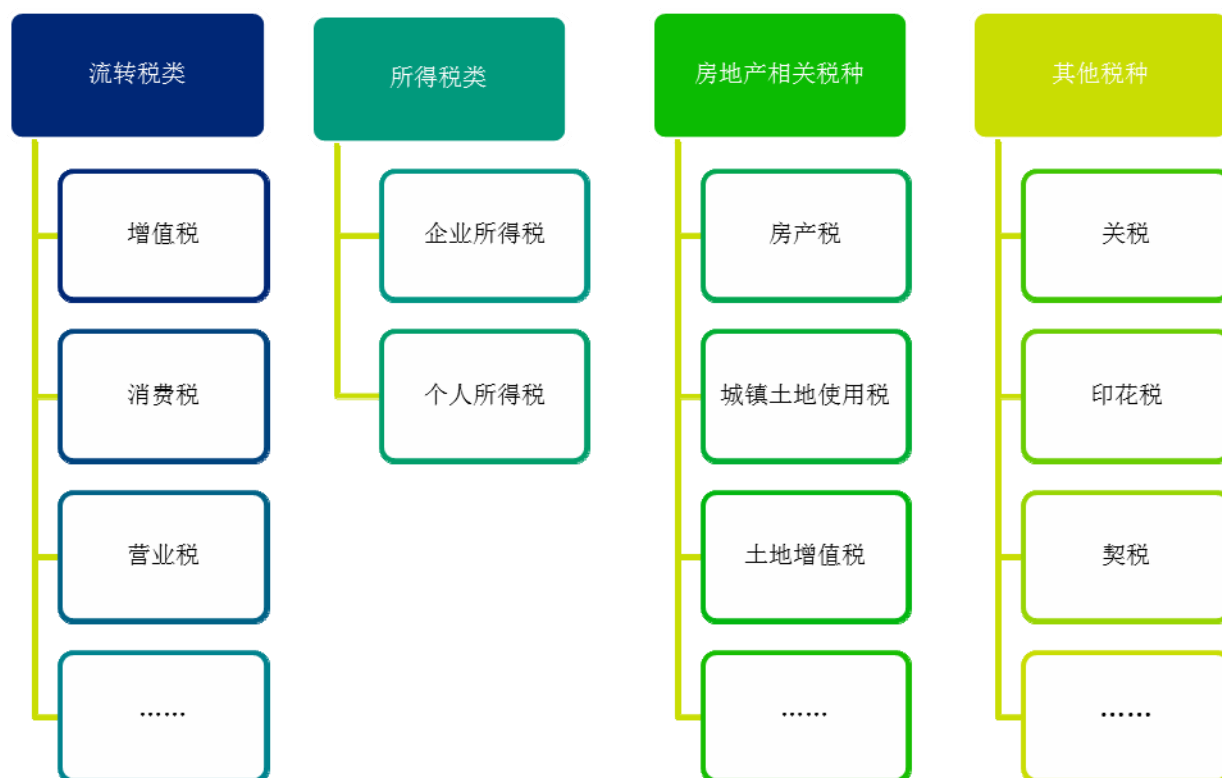 流转税类
增值税
消费税
营业税
……
所得税类
企业所得税
个人所得税
房地产相关税种
房产税
城镇土地使用税
土地增值税
……
其他税种
关税
印花税
契税
……